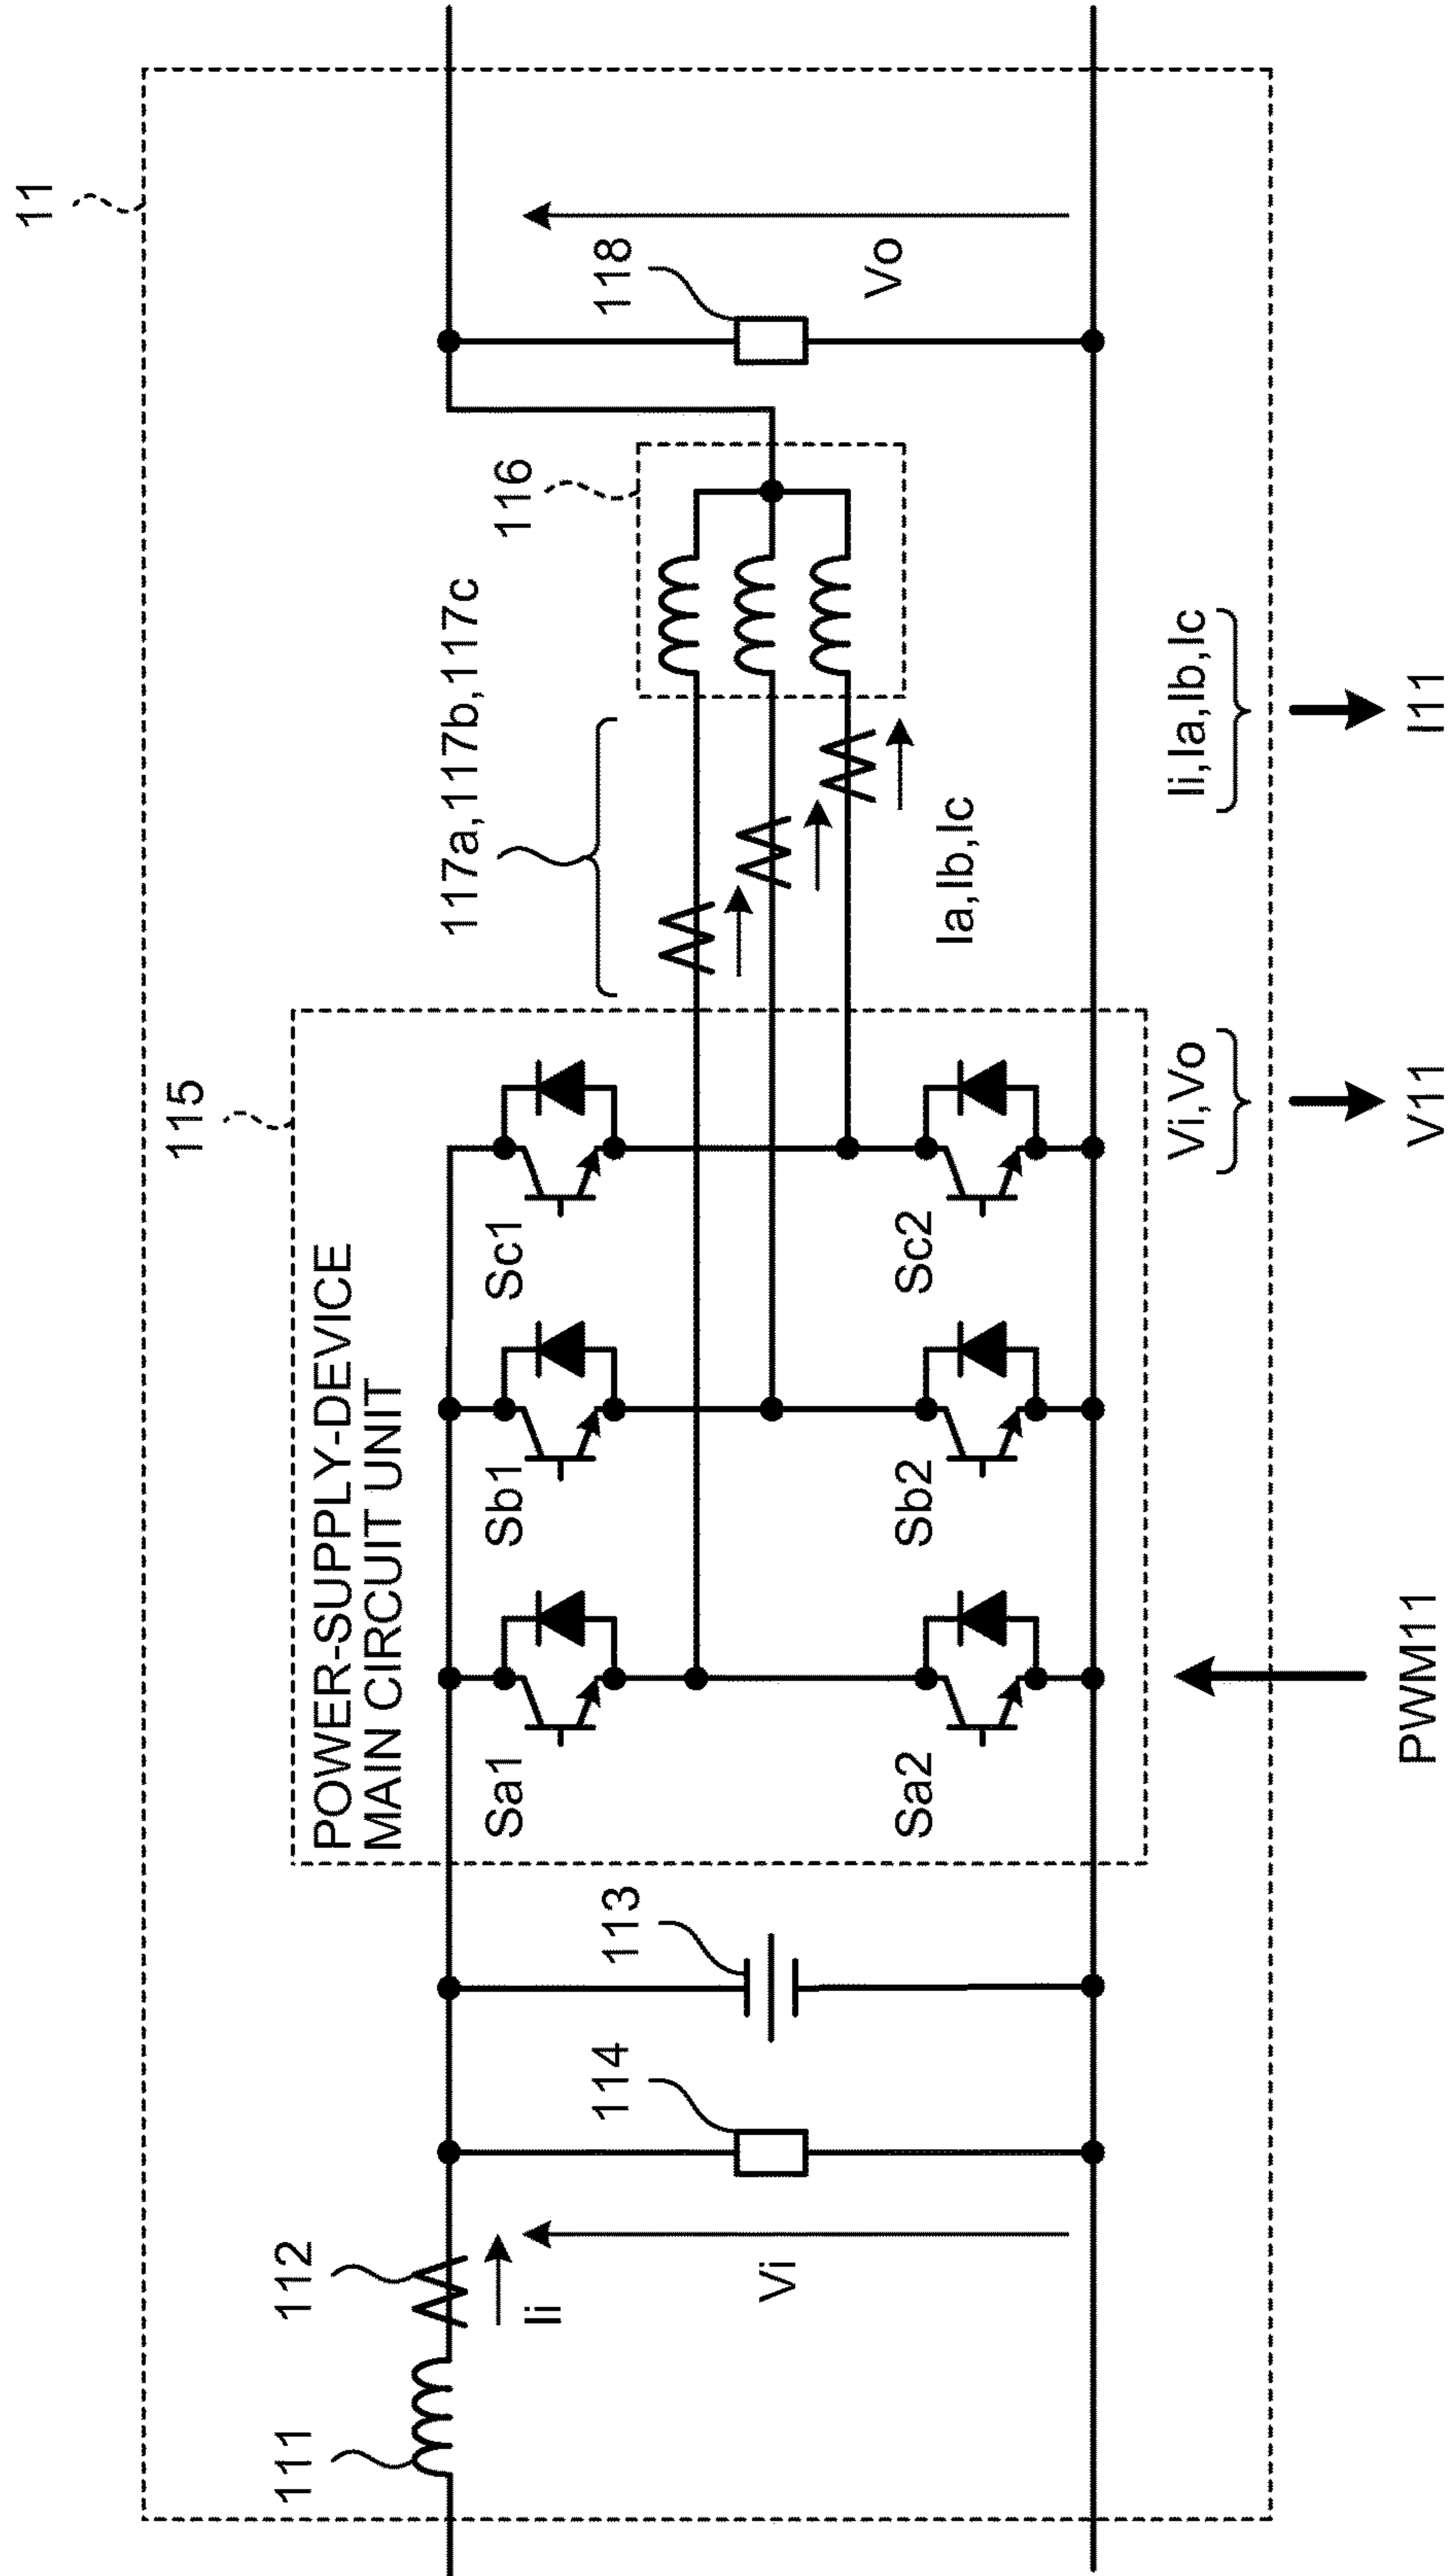 11
115
POWER-SUPPLY-DEVICE
MAIN CIRCUIT UNIT
111
112
Ii
Vi
114
113
Sa1
Sb1
Sc1
Sa2
Sb2
Sc2
117a,117b,117c
Ia,Ib,Ic
116
118
Vo
Vi,Vo
Ii,Ia,Ib,Ic
PWM11
V11
I11